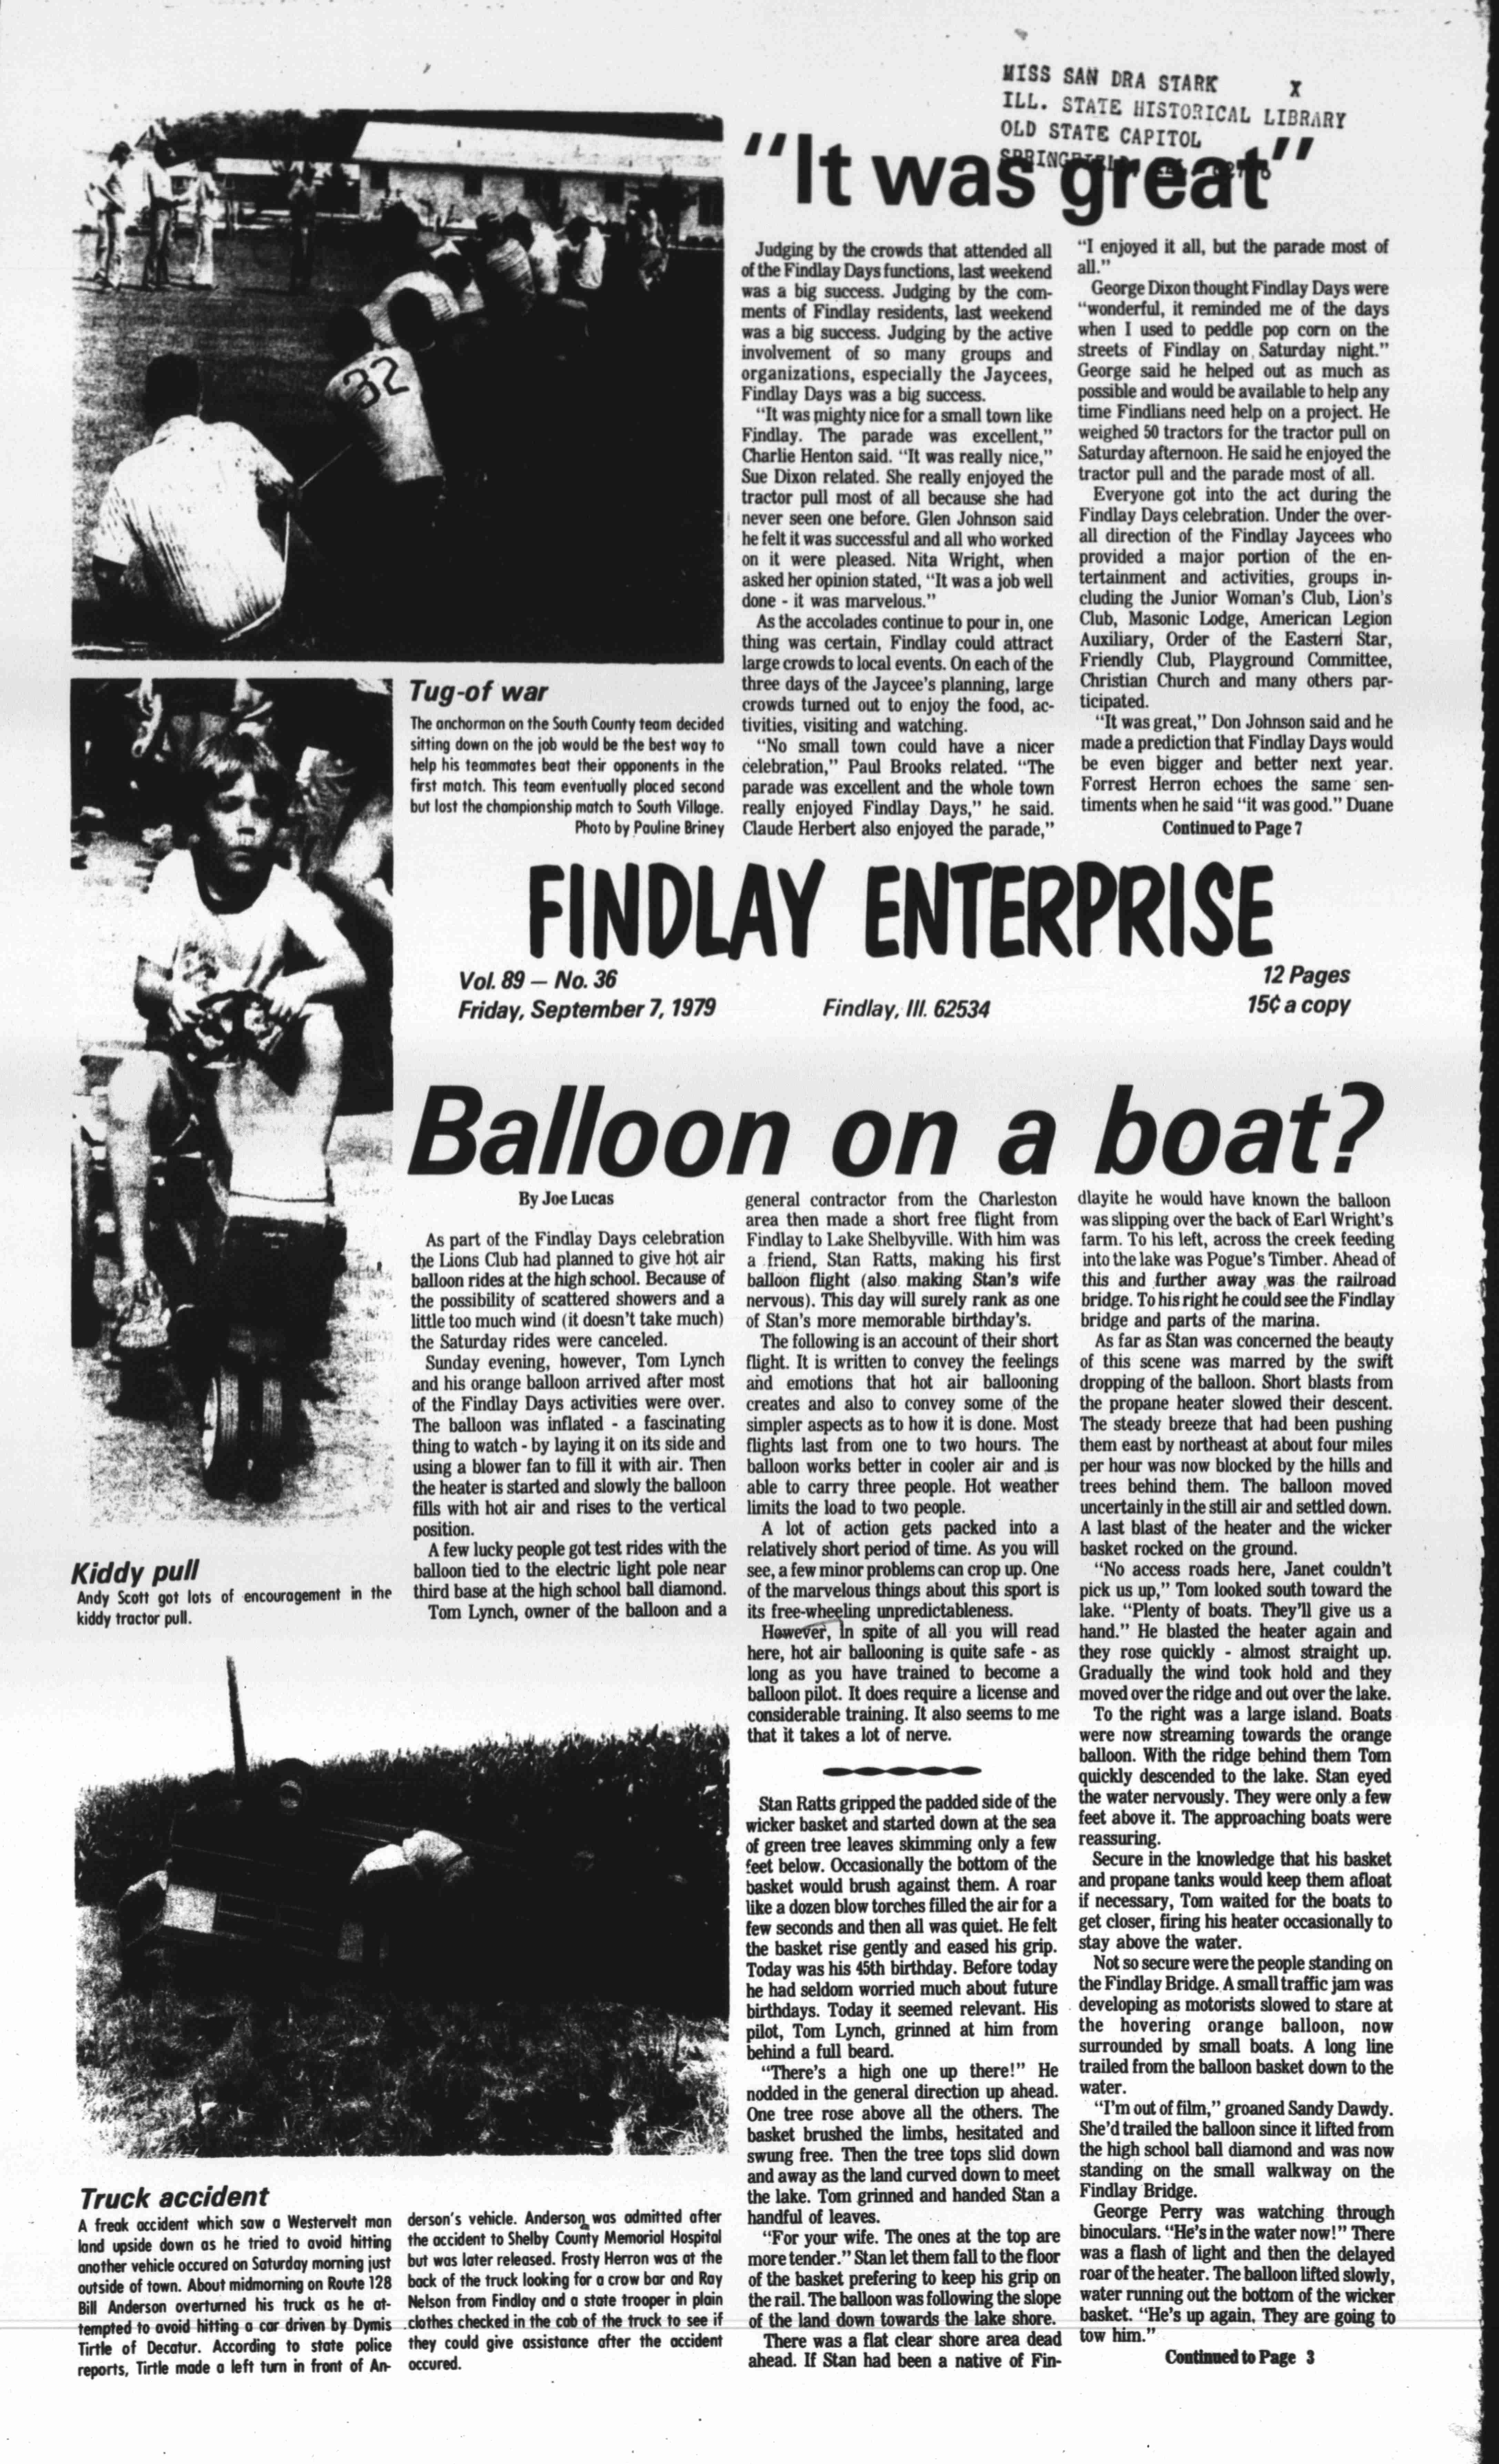 MISS SAN DRA STARK X
ILL. STATE HISTORICAL LIBRARY
OLD STATE CAPITOL
"It was great"
Judging by the crowds that attended all
of the Findlay Days functions, last weekend
was a big success. Judging by the com-
ments of Findlay residents, last weekend
was a big success. Judging by the active
involvement of so many groups and
organizations, especially the Jaycees,
Findlay Days was a big success.
"It was mighty nice for a small town like
Findlay. The parade was excellent,"
Charlie Henton said. "It was really nice,"
Sue Dixon related. She really enjoyed the
tractor pull most of all because she had
never seen one before. Glen Johnson said
he felt it was successful and all who worked
on it were pleased. Nita Wright, when
asked her opinion stated, "It was a job well
done - it was marvelous."
As the accolades continue to pour in, one
thing was certain, Findlay could attract
large crowds to local events. On each of the
three days of the Jaycee's planning, large
crowds turned out to enjoy the food, ac-
tivities, visiting and watching.
"No small town could have a nicer
celebration," Paul Brooks related. "The
parade was excellent and the whole town
really enjoyed Findlay Days," he said.
Claude Herbert also enjoyed the parade,"
"I enjoyed it all, but the parade most of
all."
George Dixon thought Findlay Days were
"wonderful, it reminded me of the days
when I used to peddle pop corn on the
streets of Findlay on Saturday night."
George said he helped out as much as
possible and would be available to help any
time Findlians need help on a project. He
weighed 50 tractors for the tractor pull on
Saturday afternoon. He said he enjoyed the
tractor pull and the parade most of all.
Everyone got into the act during the
Findlay Days celebration. Under the over-
all direction of the Findlay Jaycees who
provided a major portion of the en-
tertainment and activities, groups in-
cluding the Junior Woman's Club, Lion's
Club, Masonic Lodge, American Legion
Auxiliary, Order of the Eastern Star,
Friendly Club, Playground Committee,
Christian Church and many others par-
ticipated.
"It was great," Don Johnson said and he
made a prediction that Findlay Days would
be even bigger and better next year.
Forrest Herron echoes the same sen-
timents when he said "it was good." Duane
Continued to Page 7
32
Tug-of war
The anchorman on the South County team decided
sitting down on the job would be the best way to
help his teammates beat their opponents in the
first match. This team eventually placed second
but lost the championship match to South Village.
Photo by Pauline Briney
FINDLAY ENTERPRISE
Vol. 89 — No. 36
Friday, September 7, 1979
Findlay, Ill. 62534
12 Pages
15¢ a copy
Kiddy pull
Andy Scott got lots of encouragement in the
kiddy tractor pull.
Balloon on a boat?
By Joe Lucas
As part of the Findlay Days celebration
the Lions Club had planned to give hot air
balloon rides at the high school. Because of
the possibility of scattered showers and a
little too much wind (it doesn't take much)
the Saturday rides were canceled.
Sunday evening, however, Tom Lynch
and his orange balloon arrived after most
of the Findlay Days activities were over.
The balloon was inflated - a fascinating
thing to watch - by laying it on its side and
using a blower fan to fill it with air. Then
the heater is started and slowly the balloon
fills with hot air and rises to the vertical
position.
A few lucky people got test rides with the
balloon tied to the electric light pole near
third base at the high school ball diamond.
Tom Lynch, owner of the balloon and a
general contractor from the Charleston
area then made a short free flight from
Findlay to Lake Shelbyville. With him was
a friend, Stan Ratts, making his first
balloon flight (also making Stan's wife
nervous). This day will surely rank as one
of Stan's more memorable birthday's.
The following is an account of their short
flight. It is written to convey the feelings
and emotions that hot air ballooning
creates and also to convey some of the
simpler aspects as to how it is done. Most
flights last from one to two hours. The
balloon works better in cooler air and is
able to carry three people. Hot weather
limits the load to two people.
A lot of action gets packed into a
relatively short period of time. As you will
see, a few minor problems can crop up. One
of the marvelous things about this sport is
its free-wheeling unpredictableness.
However, in spite of all you will read
here, hot air ballooning is quite safe - as
long as you have trained to become a
balloon pilot. It does require a license and
considerable training. It also seems to me
that it takes a lot of nerve.
Stan Ratts gripped the padded side of the
wicker basket and started down at the sea
of green tree leaves skimming only a few
feet below. Occasionally the bottom of the
basket would brush against them. A roar
like a dozen blow torches filled the air for a
few seconds and then all was quiet. He felt
the basket rise gently and eased his grip.
Today was his 45th birthday. Before today
he had seldom worried much about future
birthdays. Today it seemed relevant. His
pilot, Tom Lynch, grinned at him from
behind a full beard.
"There's a high one up there!" He
nodded in the general direction up ahead.
One tree rose above all the others. The
basket brushed the limbs, hesitated and
swung free. Then the tree tops slid down
and away as the land curved down to meet
the lake. Tom grinned and handed Stan a
handful of leaves.
"For your wife. The ones at the top are
more tender." Stan let them fall to the floor
of the basket prefering to keep his grip on
the rail. The balloon was following the slope
of the land down towards the lake shore.
There was a flat clear shore area dead
ahead. If Stan had been a native of Fin-
dlayite he would have known the balloon
was slipping over the back of Earl Wright's
farm. To his left, across the creek feeding
into the lake was Pogue's Timber. Ahead of
this and further away was the railroad
bridge. To his right he could see the Findlay
bridge and parts of the marina.
As far as Stan was concerned the beauty
of this scene was marred by the swift
dropping of the balloon. Short blasts from
the propane heater slowed their descent.
The steady breeze that had been pushing
them east by northeast at about four miles
per hour was now blocked by the hills and
trees behind them. The balloon moved
uncertainly in the still air and settled down.
A last blast of the heater and the wicker
basket rocked on the ground.
"No access roads here, Janet couldn't
pick us up," Tom looked south toward the
lake. "Plenty of boats. They'll give us a
hand." He blasted the heater again and
they rose quickly - almost straight up.
Gradually the wind took hold and they
moved over the ridge and out over the lake.
To the right was a large island. Boats
were now streaming towards the orange
balloon. With the ridge behind them Tom
quickly descended to the lake. Stan eyed
the water nervously. They were only a few
feet above it. The approaching boats were
reassuring.
Secure in the knowledge that his basket
and propane tanks would keep them afloat
if necessary, Tom waited for the boats to
get closer, firing his heater occasionally to
stay above the water.
Not so secure were the people standing on
the Findlay Bridge. A small traffic jam was
developing as motorists slowed to stare at
the hovering orange balloon, now
surrounded by small boats. A long line
trailed from the balloon basket down to the
water.
"I'm out of film," groaned Sandy Dawdy.
She'd trailed the balloon since it lifted from
the high school ball diamond and was now
standing on the small walkway on the
Findlay Bridge.
George Perry was watching through
binoculars. "He's in the water now!" There
was a flash of light and then the delayed
roar of the heater. The balloon lifted slowly,
water running out the bottom of the wicker
basket. "He's up again. They are going to
tow him."
Continued to Page 3
Truck accident
A freak accident which saw a Westervelt man
land upside down as he tried to avoid hitting
another vehicle occured on Saturday morning just
outside of town. About midmorning on Route 128
Bill Anderson overturned his truck as he at-
tempted to avoid hitting a car driven by Dymis
Tirtle of Decatur. According to state police
reports, Tirtle made a left turn in front of An-
derson's vehicle. Anderson was admitted after
the accident to Shelby County Memorial Hospital
but was later released. Frosty Herron was at the
back of the truck looking for a crow bar and Ray
Nelson from Findlay and a state trooper in plain
clothes checked in the cab of the truck to see if
they could give assistance after the accident
occured.